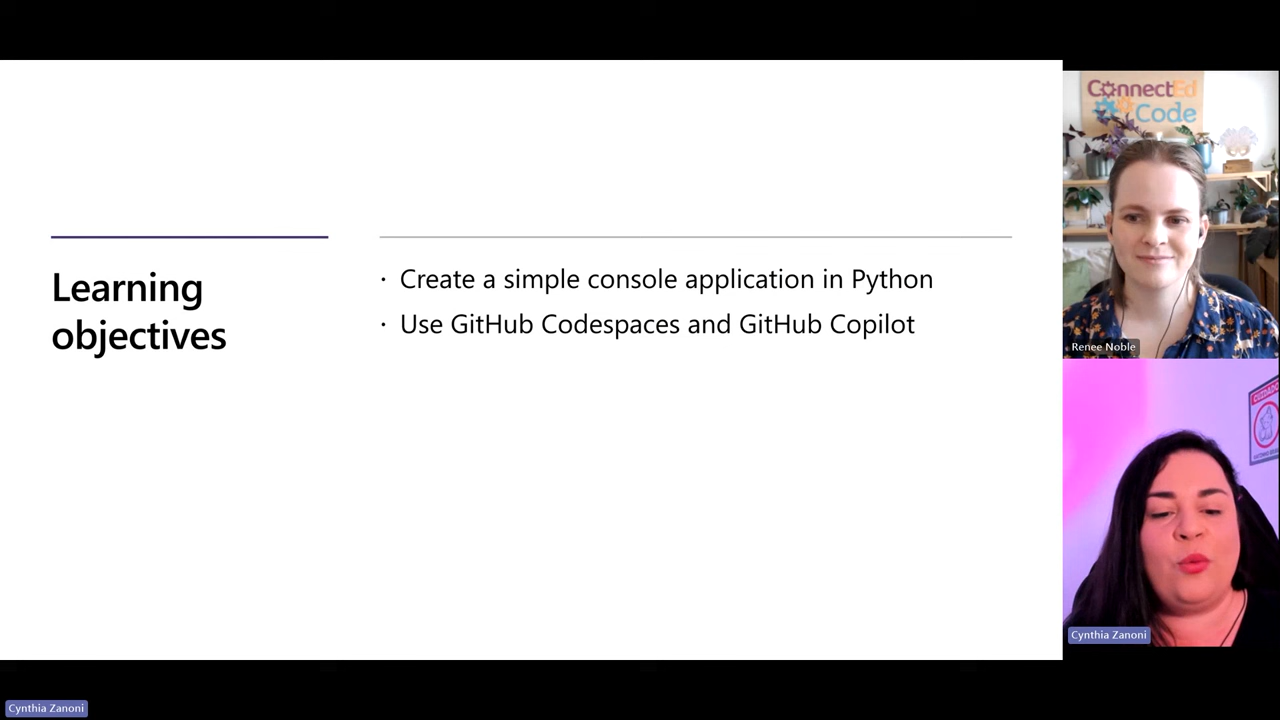 Learning
objectives
· Create a simple console application in Python
· Use GitHub Codespaces and GitHub Copilot
ConnectEd
Code
Renee Noble
Cynthia Zanoni
Cynthia Zanoni